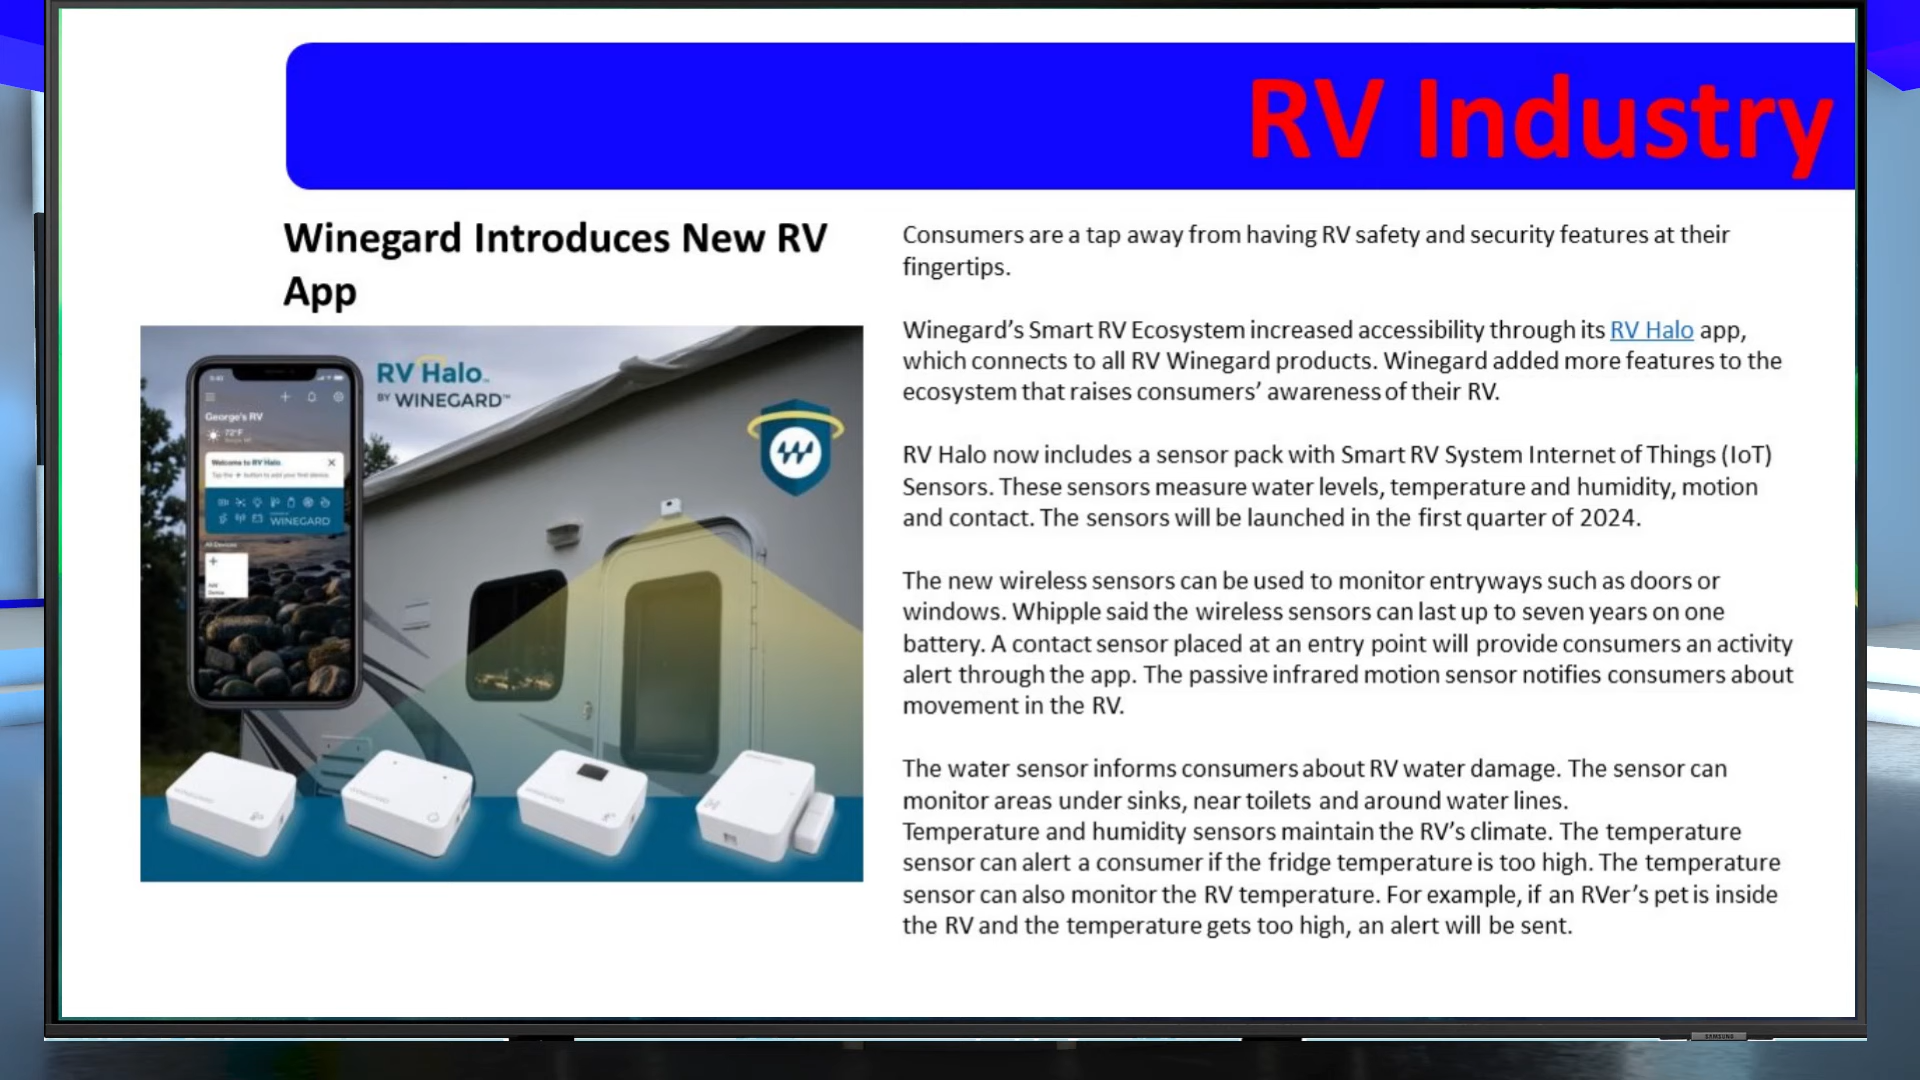 RV Industry
Winegard Introduces New RV
App
RV Halo
BY WINEGARD™
George's RV
72°F
Welcome to RV Halo.
Tap the + button to add your first device.
WINEGARD
All Devices
Add
Device
WINEGARD
WINEGARD
WINEGARD
Consumers are a tap away from having RV safety and security features at their
fingertips.
Winegard’s Smart RV Ecosystem increased accessibility through its RV Halo app,
which connects to all RV Winegard products. Winegard added more features to the
ecosystem that raises consumers’ awareness of their RV.
RV Halo now includes a sensor pack with Smart RV System Internet of Things (IoT)
Sensors. These sensors measure water levels, temperature and humidity, motion
and contact. The sensors will be launched in the first quarter of 2024.
The new wireless sensors can be used to monitor entryways such as doors or
windows. Whipple said the wireless sensors can last up to seven years on one
battery. A contact sensor placed at an entry point will provide consumers an activity
alert through the app. The passive infrared motion sensor notifies consumers about
movement in the RV.
The water sensor informs consumers about RV water damage. The sensor can
monitor areas under sinks, near toilets and around water lines.
Temperature and humidity sensors maintain the RV’s climate. The temperature
sensor can alert a consumer if the fridge temperature is too high. The temperature
sensor can also monitor the RV temperature. For example, if an RVer’s pet is inside
the RV and the temperature gets too high, an alert will be sent.
SAMSUNG